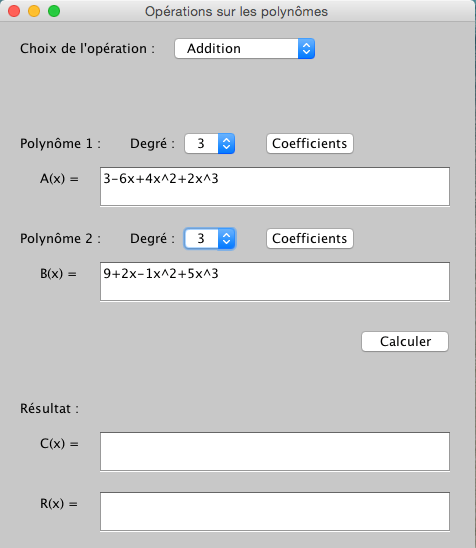 Opérations sur les polynômes
Choix de l'opération : Addition
Polynôme 1 : Degré : 3 Coefficients
A(x) = 3-6x+4x^2+2x^3
Polynôme 2 : Degré : 3 Coefficients
B(x) = 9+2x-1x^2+5x^3
Calculer
Résultat :
C(x) =
R(x) =